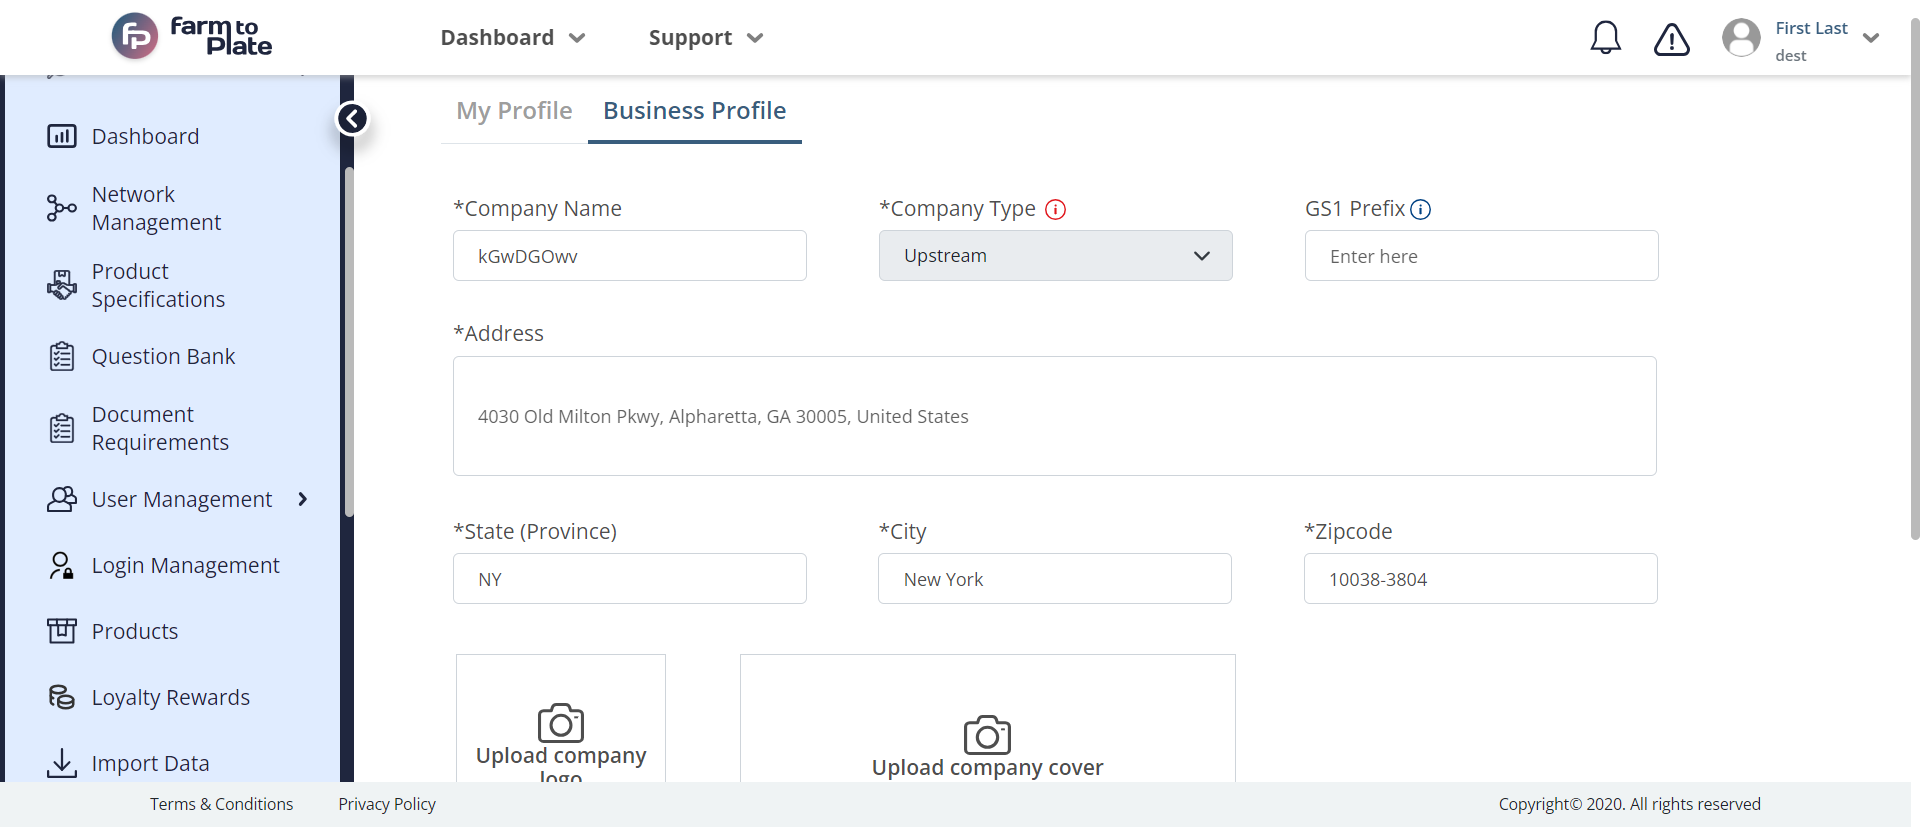 Farm to Plate
Dashboard
Support
First Last
dest
Dashboard
Network
Management
Product
Specifications
Question Bank
Document
Requirements
User Management
Login Management
Products
Loyalty Rewards
Import Data
My Profile
Business Profile
*Company Name
*Company Type
GS1 Prefix
kGwDGOwv
Upstream
Enter here
*Address
4030 Old Milton Pkwy, Alpharetta, GA 30005, United States
*State (Province)
*City
*Zipcode
NY
New York
10038-3804
Upload company
logo
Upload company cover
Terms & Conditions
Privacy Policy
Copyright© 2020. All rights reserved